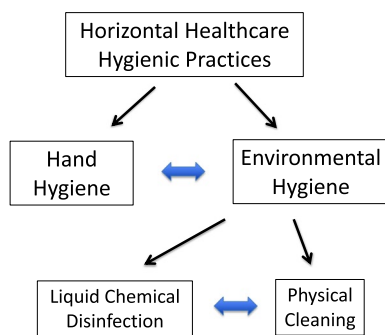 Horizontal Healthcare
Hygienic Practices
Hand
Hygiene
Environmental
Hygiene
Liquid Chemical
Disinfection
Physical
Cleaning